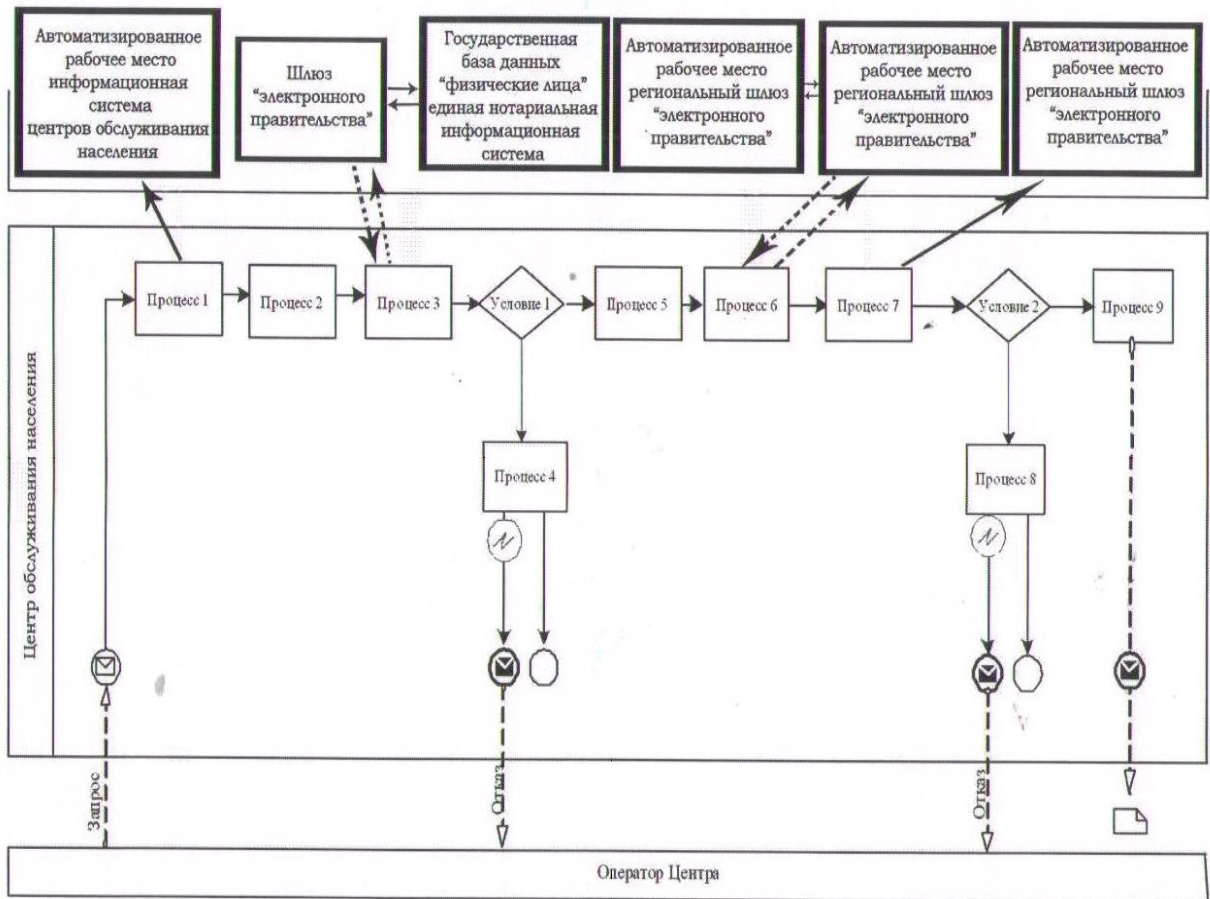 Автоматизированное
рабочее место
информационная
система
центров обслуживания
населения
Шлюз
“электронного
правительства”
Государственная
база данных
“физические лица”
единая нотариальная
информационная
система
Автоматизированное
рабочее место
региональный шлюз
“электронного
правительства”
Автоматизированное
рабочее место
региональный шлюз
“электронного
правительства”
Автоматизированное
рабочее место
региональный шлюз
“электронного
правительства”
Центр обслуживания населения
Процесс 1
Процесс 2
Процесс 3
Условие 1
Процесс 5
Процесс 6
Процесс 7
Условие 2
Процесс 9
Процесс 4
Процесс 8
N
N
Запрос
Отказ
Отказ
Оператор Центра